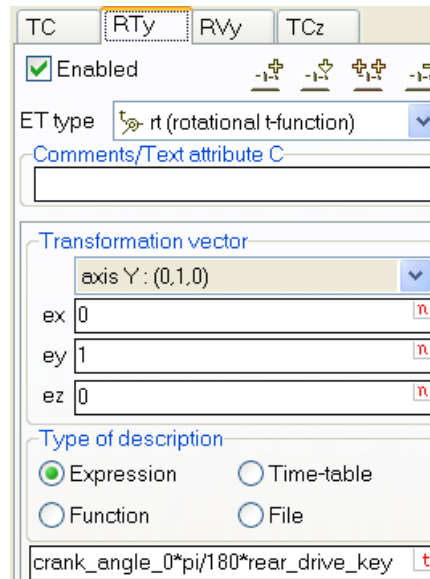 TC RTy RVy TCz
Enabled
ET type rt (rotational t-function)
Comments/Text attribute C
Transformation vector
axis Y : (0,1,0)
ex 0 n
ey 1 n
ez 0 n
Type of description
Expression Time-table
Function File
crank_angle_0*pi/180*rear_drive_key t